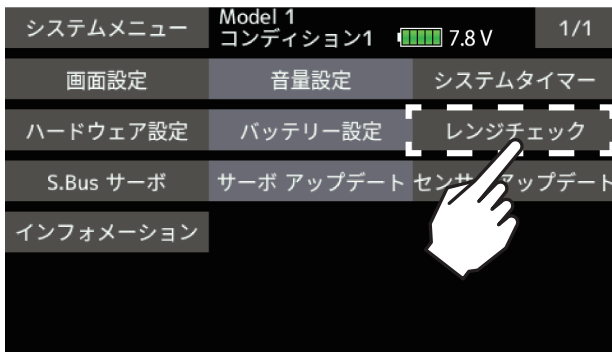 システムメニュー
Model 1
コンディション1
7.8 V
1/1
画面設定
音量設定
システムタイマー
ハードウェア設定
バッテリー設定
レンジチェック
S.Bus サーボ
サーボ アップデート
センサーアップデート
インフォメーション